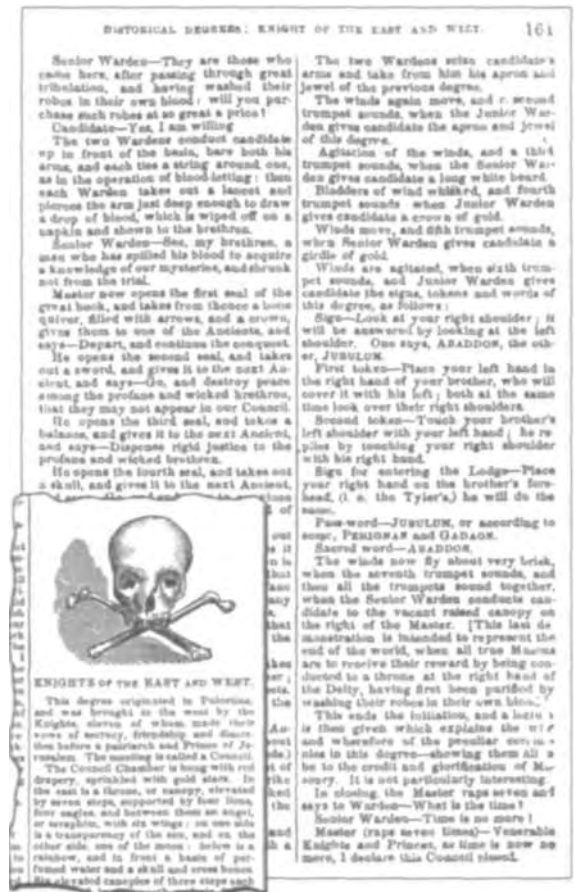 HISTORICAL DEGREES: KNIGHT OF THE EAST AND WEST. 161
Senior Warden—They are those who
came here, after passing through great
tribulation, and having washed their
robes in their own blood: will you pur-
chase such robes at so great a price?
Candidate—Yes, I am willing
The two Wardens conduct candidate
up in front of the basin, bare both his
arms, and each ties a string around one,
as in the operation of blood-letting: then
each Warden takes out a lancet and
pierces the arm just deep enough to draw
a drop of blood, which is wiped off on a
napkin and shown to the brethren.
Senior Warden—See, my brethren, a
man who has spilled his blood to acquire
a knowledge of our mysteries, and shrunk
not from the trial.
Master now opens the first seal of the
great book, and takes from thence a bone
quiver, filled with arrows, and a crown,
gives them to one of the Ancients, and
says—Depart, and continue the conquest.
He opens the second seal, and takes
out a sword, and gives it to the next An-
cient, and says—Go, and destroy peace
among the profane and wicked brethren,
that they may not appear in our Council.
He opens the third seal, and takes a
balance, and gives it to the next Ancient,
and says—Dispense rigid justice to the
profane and wicked brethren.
He opens the fourth seal, and takes out
a skull, and gives it to the next Ancient,
KNIGHTS OF THE EAST AND WEST.
This degree originated in Palestine,
and was brought to the west by the
Knights, eleven of whom made their
vows of secrecy, friendship and discre-
tion before a patriarch and Prince of Je-
rusalem. The meeting is called a Council.
The Council Chamber is hung with red
drapery, sprinkled with gold stars. In
the east is a throne, or canopy, elevated
by seven steps, supported by four lions,
four eagles, and between them an angel,
or seraphim, with six wings: on one side
is a transparency of the sun, and on the
other side, one of the moon: below is a
rainbow, and in front a basin of per-
fumed water and a skull and cross bones.
Six elevated canopies of three steps each
The two Wardens seize candidate's
arms and take from him his apron and
jewel of the previous degree.
The winds again move, and a second
trumpet sounds, when the Junior War-
den gives candidate the apron and jewel
of this degree.
Agitation of the winds, and a third
trumpet sounds, when the Senior War-
den gives candidate a long white beard.
Bladders of wind whisked, and fourth
trumpet sounds when Junior Warden
gives candidate a crown of gold.
Winds move, and fifth trumpet sounds,
when Senior Warden gives candidate a
girdle of gold.
Winds are agitated, when sixth trum-
pet sounds, and Junior Warden gives
candidate the signs, tokens and words of
this degree, as follows:
Sign—Look at your right shoulder; it
will be answered by looking at the left
shoulder. One says, ABADDON, the oth-
er, JUBULUM.
First token—Place your left hand in
the right hand of your brother, who will
cover it with his left; both at the same
time look over their right shoulders.
Second token—Touch your brother's
left shoulder with your left hand; he re-
plies by touching your right shoulder
with his right hand.
Sign for entering the Lodge—Place
your right hand on the brother's fore-
head, (i. e. the Tyler's,) he will do the
same.
Pass-word—JUBULUM, or according to
some, PERIGNAN and GADAON.
Sacred word—ABADDON.
The winds now fly about very brisk,
when the seventh trumpet sounds, and
then all the trumpets sound together,
when the Senior Warden conducts can-
didate to the vacant raised canopy on
the right of the Master. [This last de-
monstration is intended to represent the
end of the world, when all true Masons
are to receive their reward by being con-
ducted to a throne at the right hand of
the Deity, having first been purified by
washing their robes in their own blood.]
This ends the initiation, and a lecture
is then given which explains the why
and wherefore of the peculiar ceremo-
nies in this degree—showing them all to
be to the credit and glorification of Ma-
sonry. It is not particularly interesting.
In closing, the Master raps seven and
says to Warden—What is the time?
Senior Warden—Time is no more!
Master (raps seven times)—Venerable
Knights and Princes, as time is now no
more, I declare this Council closed.